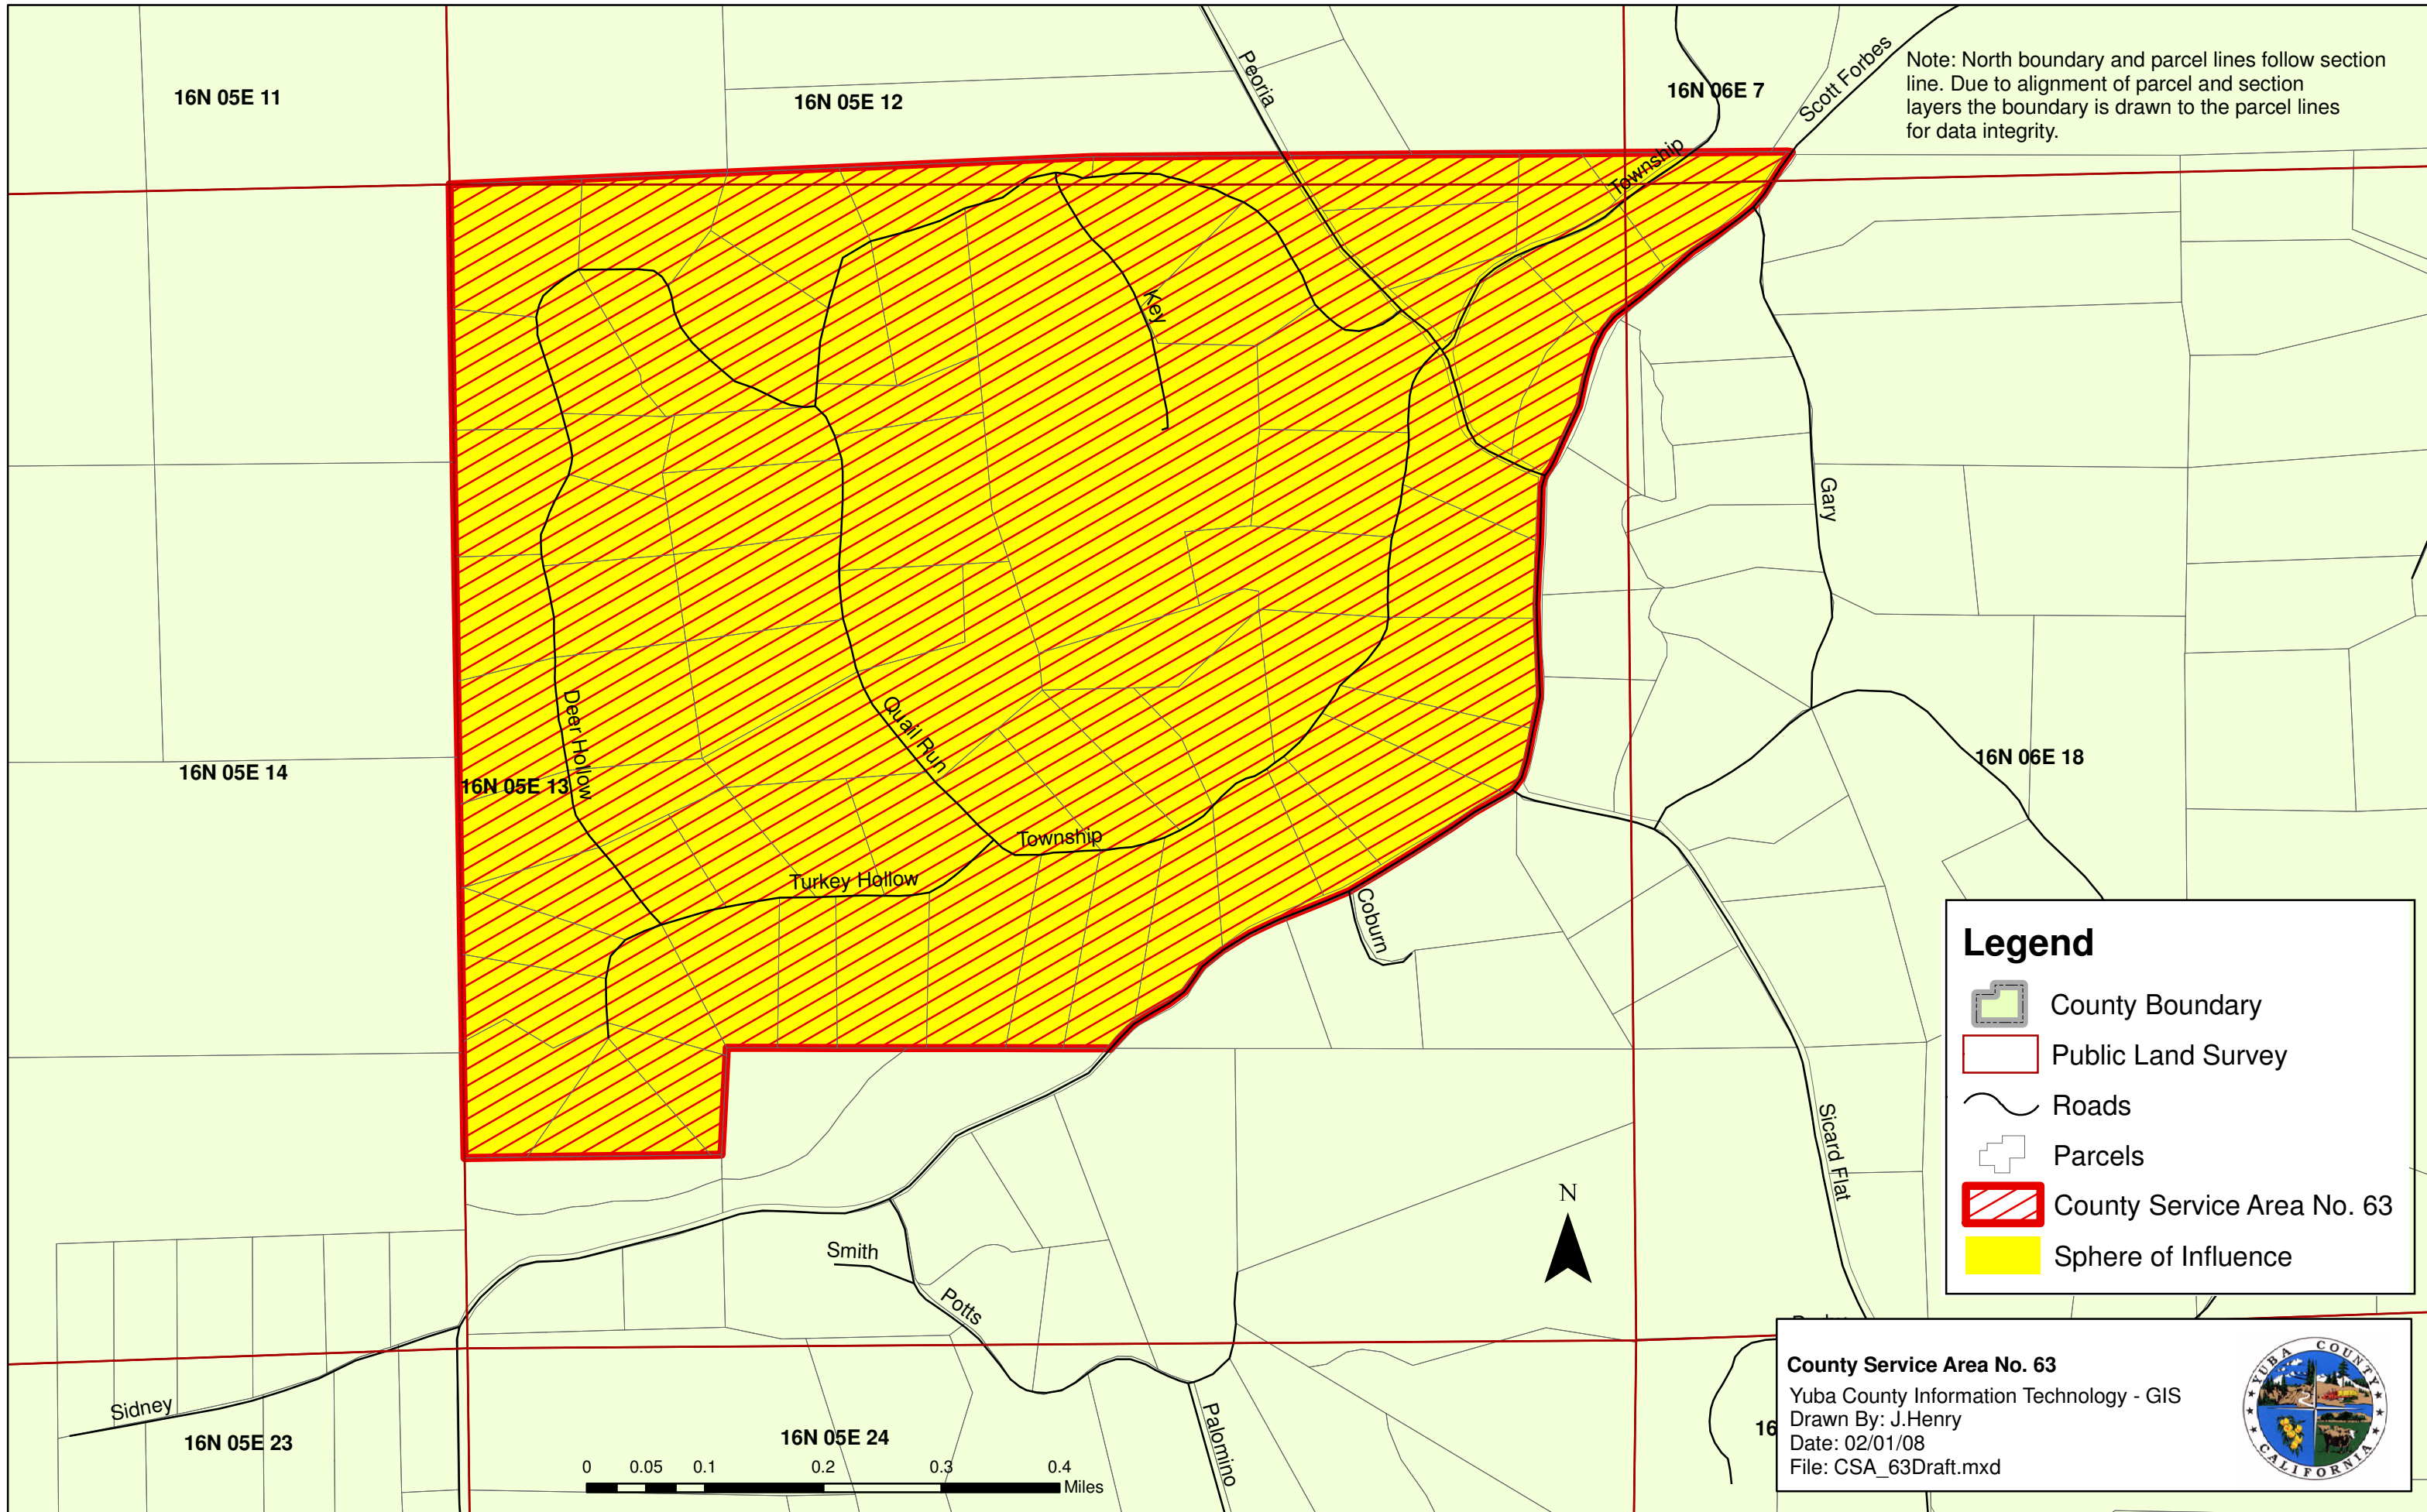 16N 05E 11
16N 05E 12
Peoria
16N 06E 7
Scott Forbes
Note: North boundary and parcel lines follow section
line. Due to alignment of parcel and section
layers the boundary is drawn to the parcel lines
for data integrity.
Township
Key
Gary
Deer Hollow
Quail Run
16N 05E 14
16N 05E 13
16N 06E 18
Township
Turkey Hollow
Coburn
Legend
County Boundary
Public Land Survey
Roads
Parcels
County Service Area No. 63
Sphere of Influence
Sicard Flat
N
Smith
Potts
Sidney
Palomino
16N 05E 23
16N 05E 24
0 0.05 0.1 0.2 0.3 0.4
Miles
16
County Service Area No. 63
Yuba County Information Technology - GIS
Drawn By: J.Henry
Date: 02/01/08
File: CSA_63Draft.mxd
YUBA COUNTY
CALIFORNIA